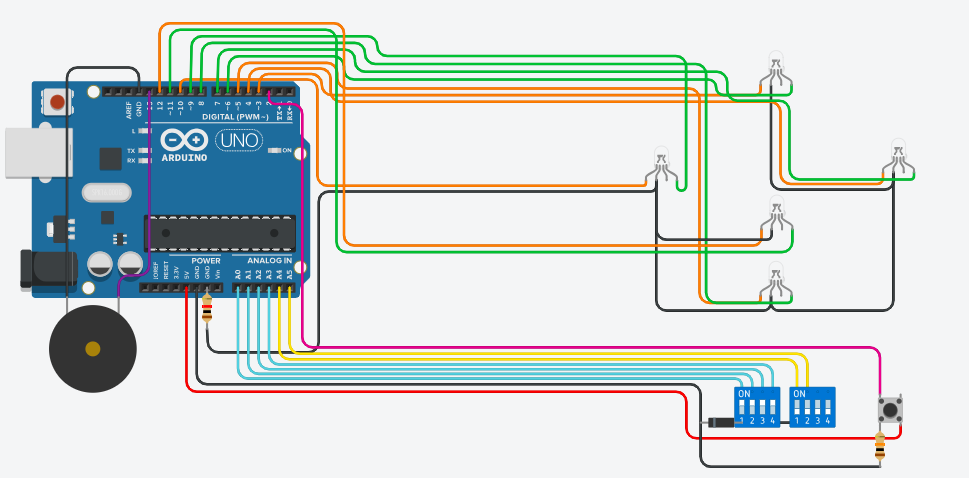 AREF
GND
12
~11
~10
~9
8
7
~6
~5
4
~3
2
TX→1
RX←0
DIGITAL (PWM~)
L
TX
RX
UNO
ON
ARDUINO
POWER
ANALOG IN
IOREF
RESET
3.3V
5V
GND
GND
Vin
A0
A1
A2
A3
A4
A5
ON
1 2 3 4
ON
1 2 3 4